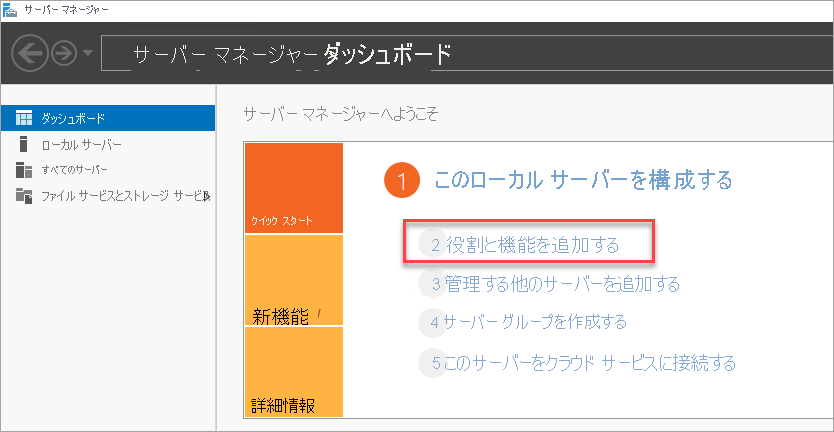 サーバー マネージャー
サーバー マネージャー ダッシュボード
ダッシュボード
ローカル サーバー
すべてのサーバー
ファイル サービスとストレージ サービス
サーバー マネージャーへようこそ
クイック スタート
新機能
詳細情報
1 このローカル サーバーを構成する
2 役割と機能を追加する
3 管理する他のサーバーを追加する
4 サーバー グループを作成する
5 このサーバーをクラウド サービスに接続する